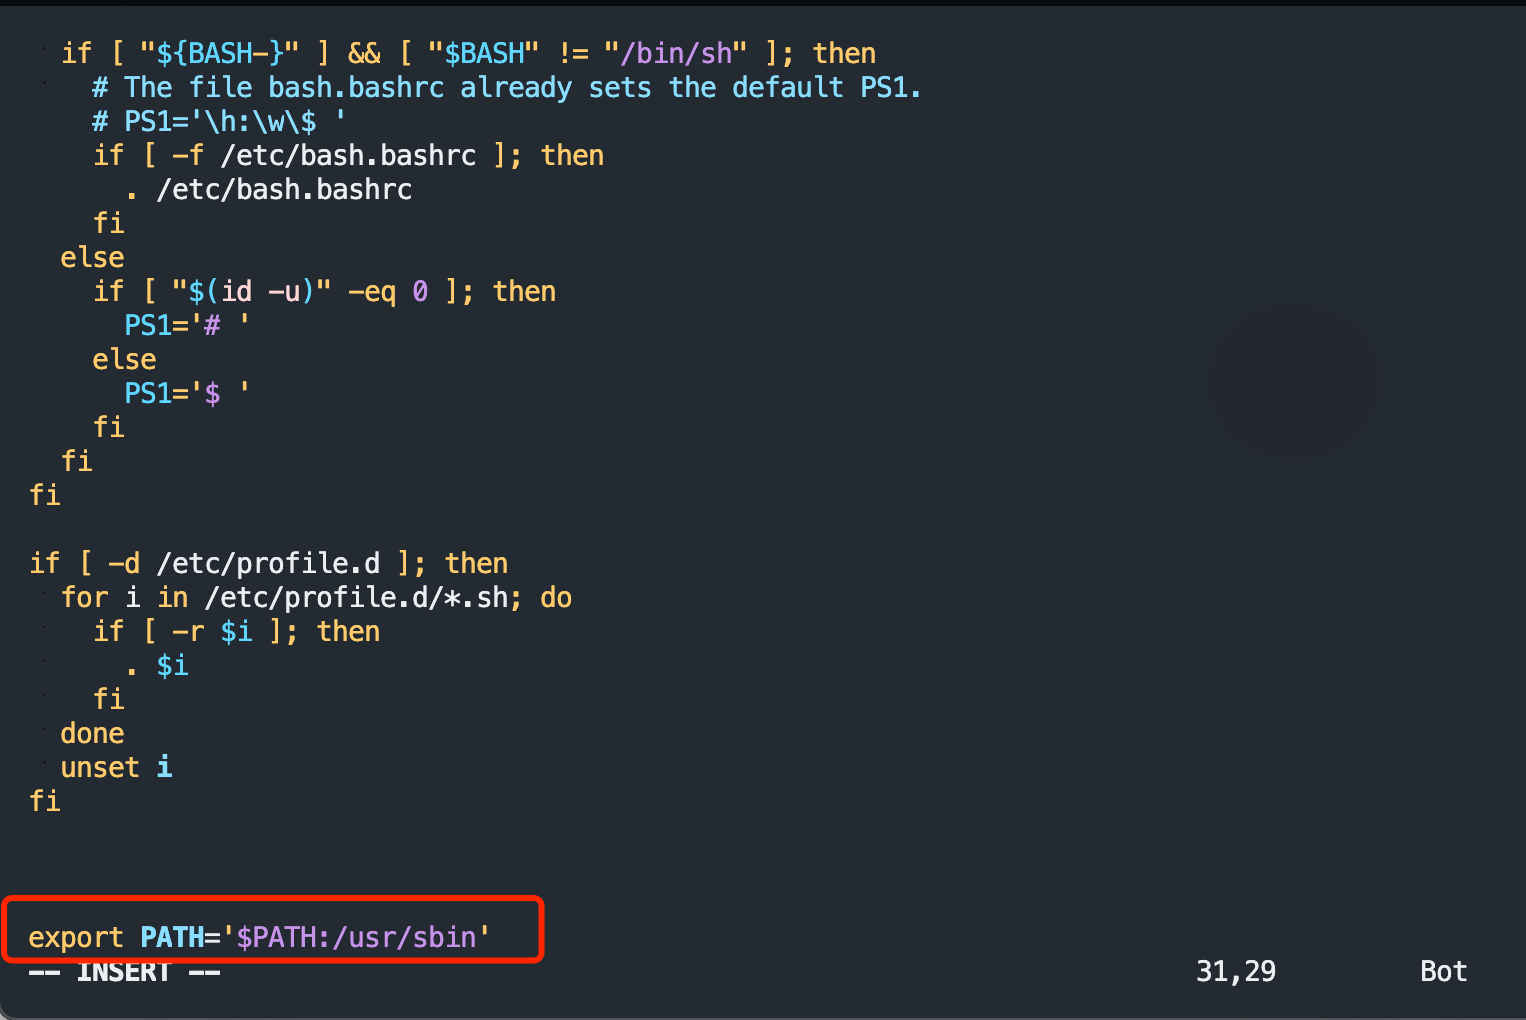 if [ "${BASH-}" ] && [ "$BASH" != "/bin/sh" ]; then
# The file bash.bashrc already sets the default PS1.
# PS1='\h:\w\$ '
if [ -f /etc/bash.bashrc ]; then
. /etc/bash.bashrc
fi
else
if [ "$(id -u)" -eq 0 ]; then
PS1='# '
else
PS1='$ '
fi
fi
fi
if [ -d /etc/profile.d ]; then
for i in /etc/profile.d/*.sh; do
if [ -r $i ]; then
. $i
fi
done
unset i
fi
export PATH='$PATH:/usr/sbin'
-- INSERT -- 31,29 Bot